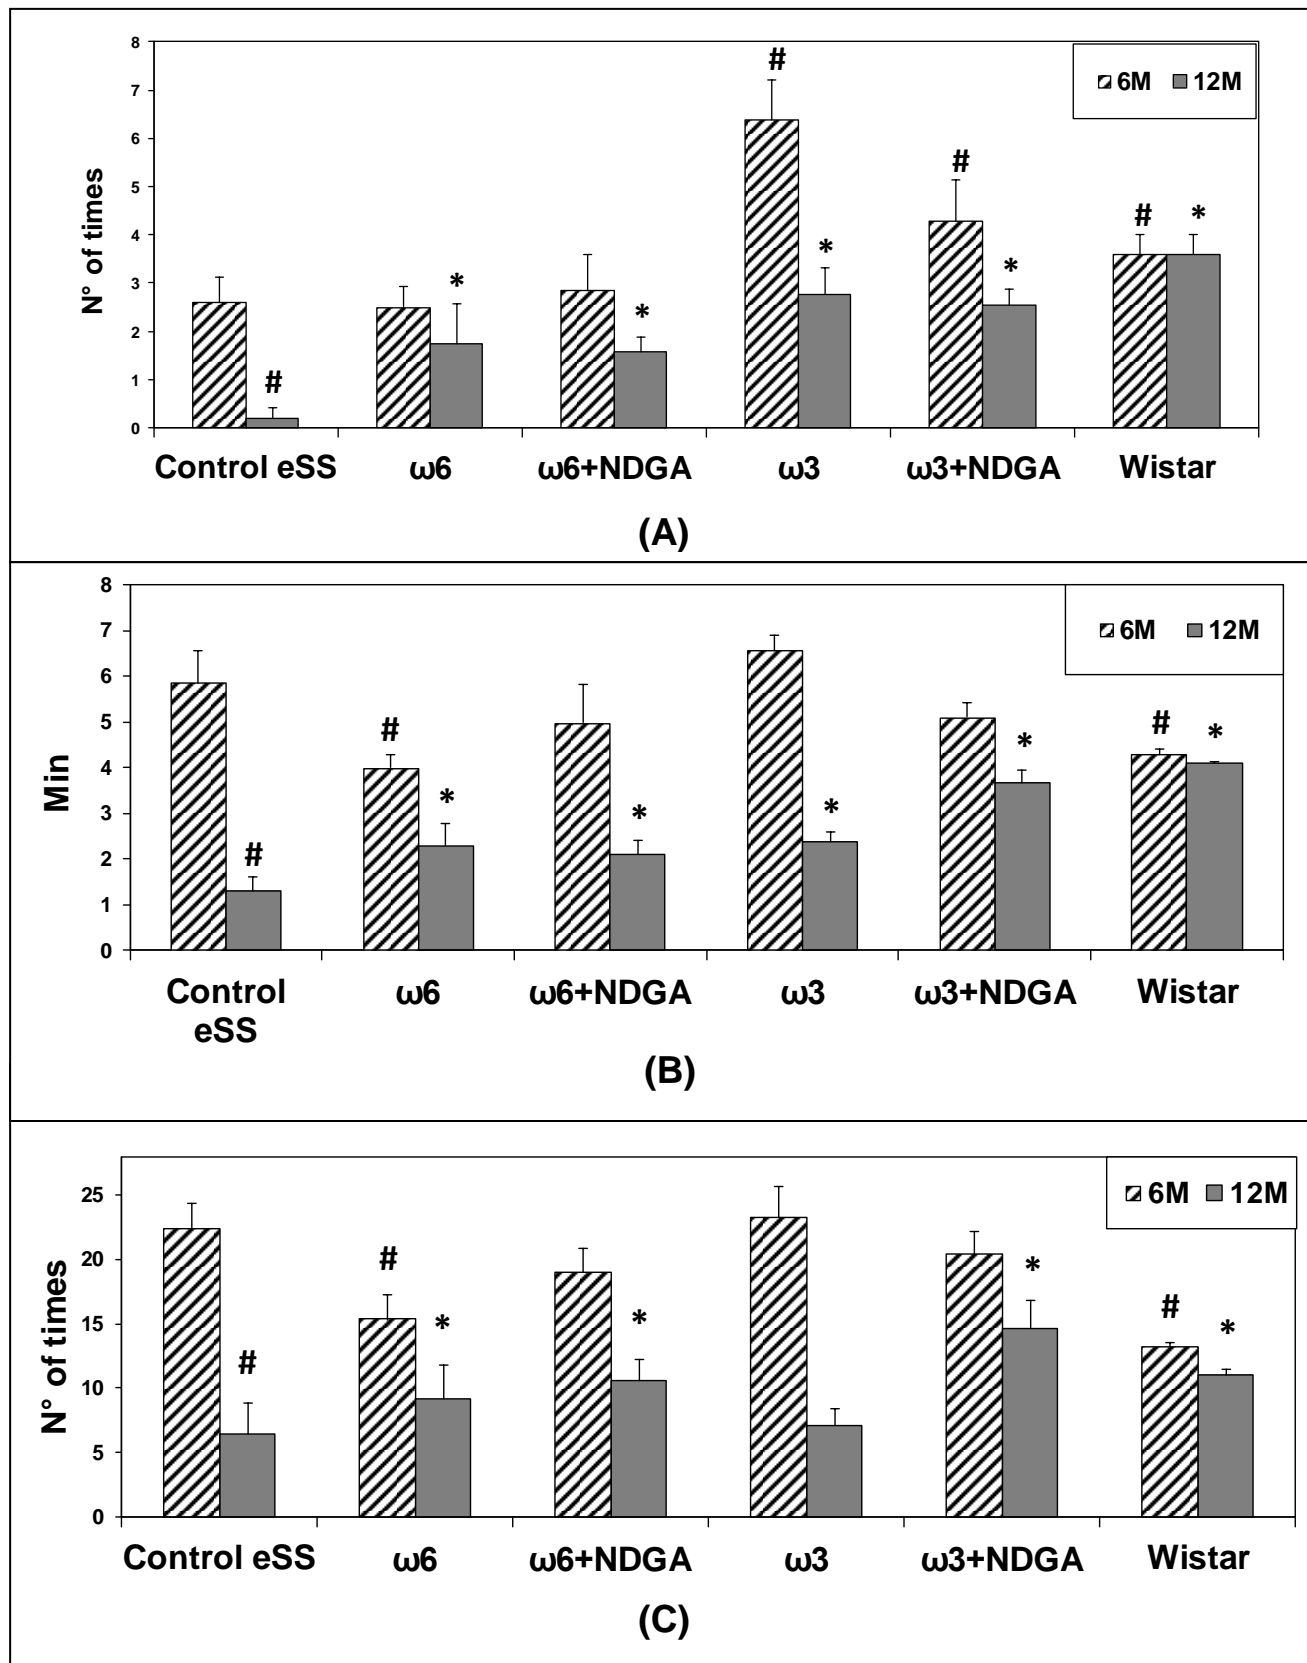 8
7
6
5
4
3
2
1
0
N° of times
6M 12M
# * * # * # * # *
#
Control eSS ω6 ω6+NDGA ω3 ω3+NDGA Wistar
(A)
8
7
6
5
4
3
2
1
0
Min
6M 12M
#
# * * * * # *
Control
eSS
ω6 ω6+NDGA ω3 ω3+NDGA Wistar
(B)
25
20
15
10
5
0
N° of times
6M 12M
#
# * * * # *
Control eSS ω6 ω6+NDGA ω3 ω3+NDGA Wistar
(C)